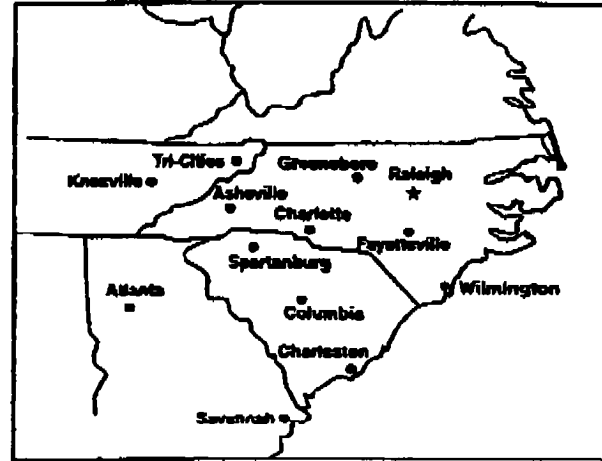 Tri-Cities
Greensboro
Raleigh
Knoxville
Asheville
Charlotte
Fayetteville
Spartanburg
Wilmington
Atlanta
Columbia
Charleston
Savannah